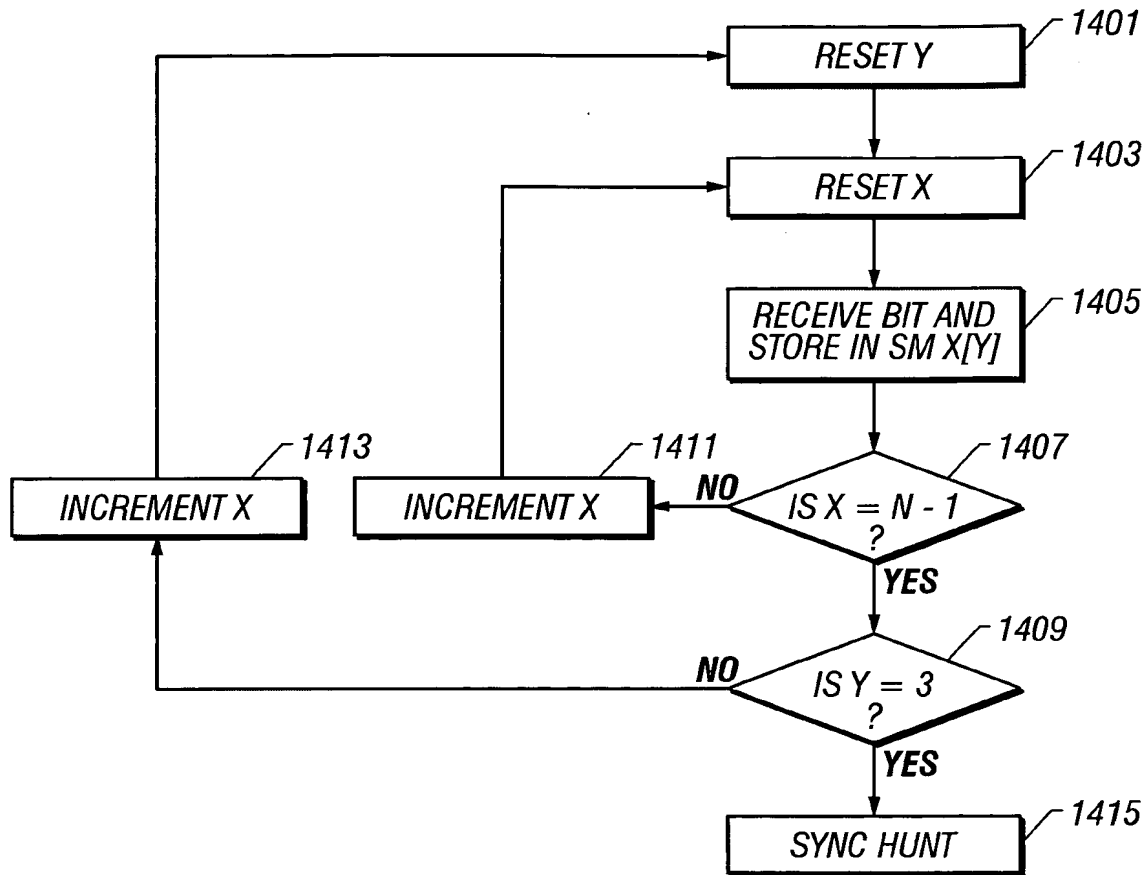 1401
RESET Y
1403
RESET X
1405
RECEIVE BIT AND
STORE IN SM X[Y]
1413
INCREMENT X
1411
INCREMENT X
1407
NO
IS X = N - 1
?
YES
1409
NO
IS Y = 3
?
YES
1415
SYNC HUNT